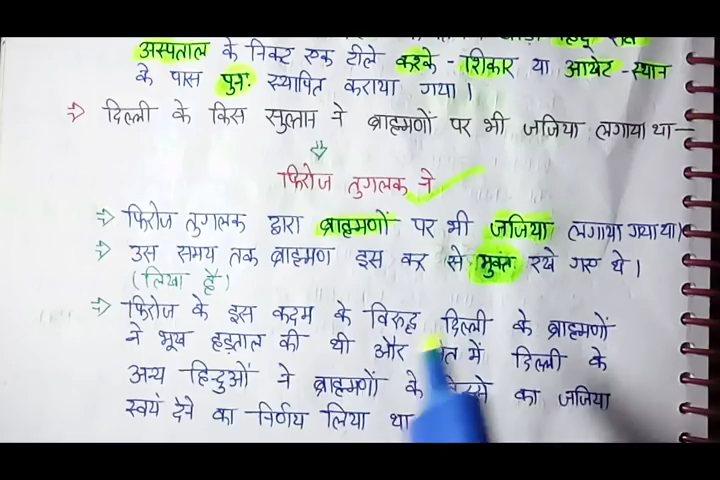 अस्पताल के निकट एक टीले कश्के - शिकार या आखेट - स्थान
के पास पुनः स्थापित कराया गया।
⇒ दिल्ली के किस सुल्तान ने ब्राह्मणों पर भी जजिया लगाया था—
फिरोज तुगलक ने
⇒ फिरोज तुगलक द्वारा ब्राह्मणों पर भी जजिया लगाया गया था।
⇒ उस समय तक ब्राह्मण इस कर से मुक्त रखे गए थे।
(लिखा है)
⇒ फिरोज के इस कदम के विरुद्ध दिल्ली के ब्राह्मणों
ने भूख हड़ताल की थी और में दिल्ली के
अन्य हिन्दुओं ने ब्राह्मणों के का जजिया
स्वयं देने का निर्णय लिया था